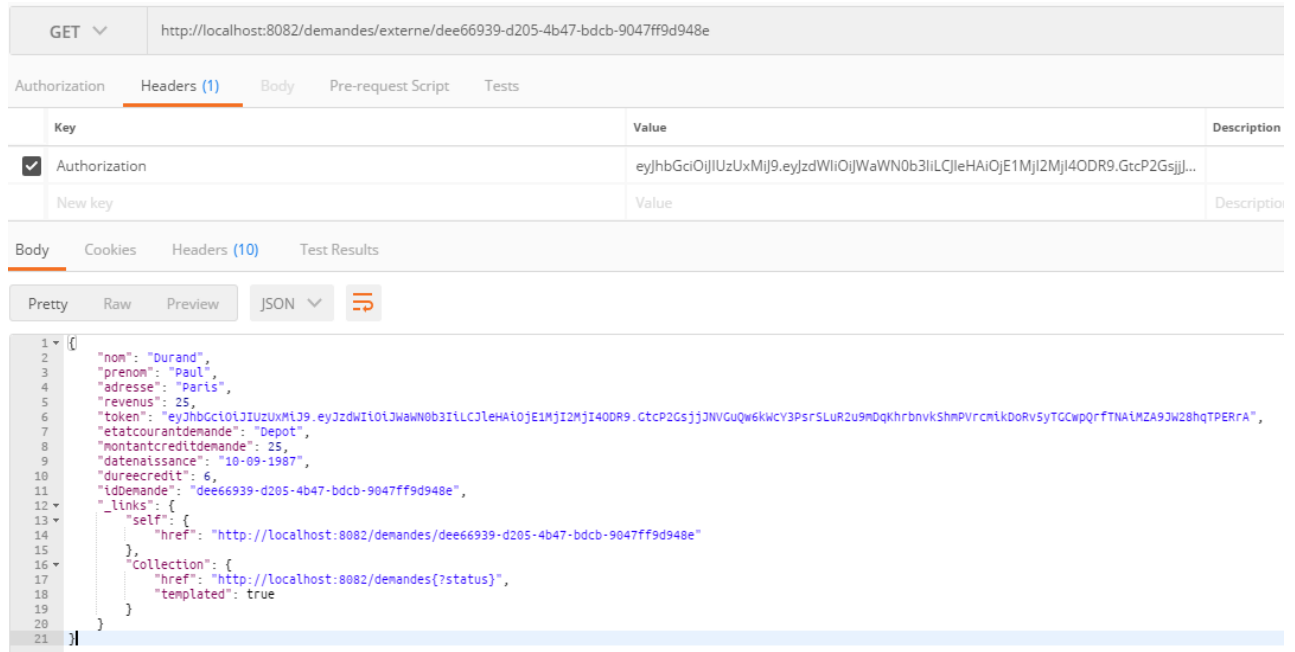 GET http://localhost:8082/demandes/externe/dee66939-d205-4b47-bdcb-9047ff9d948e
Authorization Headers (1) Body Pre-request Script Tests
Key Value Description
Authorization eyJhbGciOiJIUzUxMiJ9.eyJzdWIiOiJWaWN0b3IiLCJleHAiOjE1MjI2MjI4ODR9.GtcP2GsjjJ...
New key Value Descriptio
Body Cookies Headers (10) Test Results
Pretty Raw Preview JSON
1 {
2 "nom": "Durand",
3 "prenom": "Paul",
4 "adresse": "Paris",
5 "revenus": 25,
6 "token": "eyJhbGciOiJIUzUxMiJ9.eyJzdWIiOiJWaWN0b3IiLCJleHAiOjE1MjI2MjI4ODR9.GtcP2GsjjJNVGuQw6kWcY3PsrSLuR2u9mDqKhrbnvkShmPVrcmikDoRvSyTGCwpQrfTNAiMZA9JW28hqTPERrA",
7 "etatcourantdemande": "Depot",
8 "montantcreditdemande": 25,
9 "datenaissance": "10-09-1987",
10 "dureecredit": 6,
11 "idDemande": "dee66939-d205-4b47-bdcb-9047ff9d948e",
12 "_links": {
13 "self": {
14 "href": "http://localhost:8082/demandes/dee66939-d205-4b47-bdcb-9047ff9d948e"
15 },
16 "Collection": {
17 "href": "http://localhost:8082/demandes{?status}",
18 "templated": true
19 }
20 }
21 }